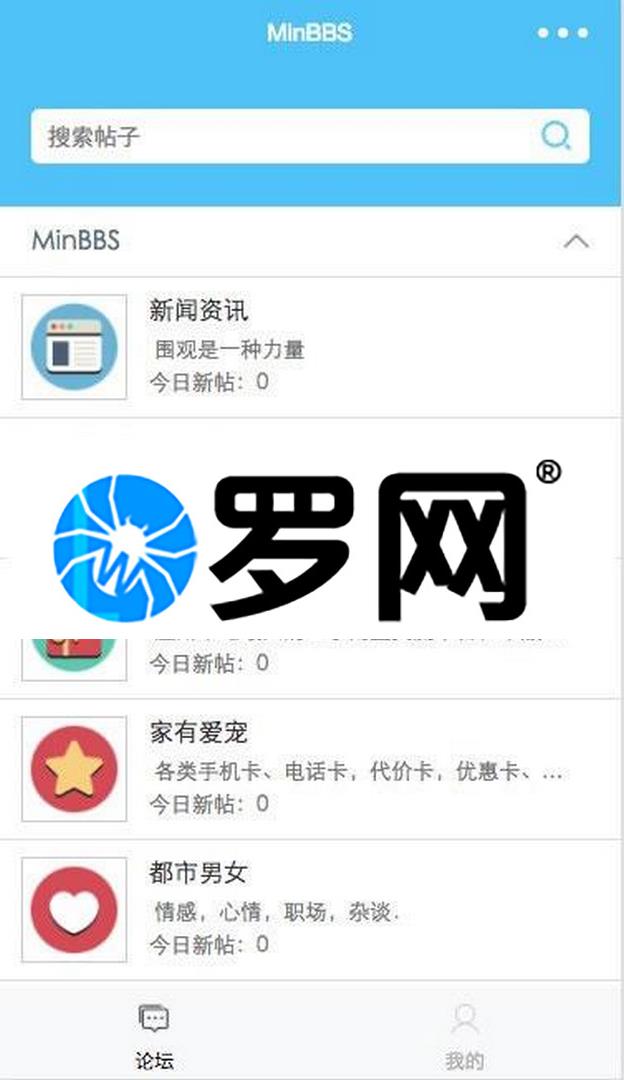 MinBBS
搜索帖子
MinBBS
新闻资讯
围观是一种力量
今日新帖：0
罗网®
今日新帖：0
家有爱宠
各类手机卡、电话卡，代价卡，优惠卡、...
今日新帖：0
都市男女
情感，心情，职场，杂谈.
今日新帖：0
论坛
我的